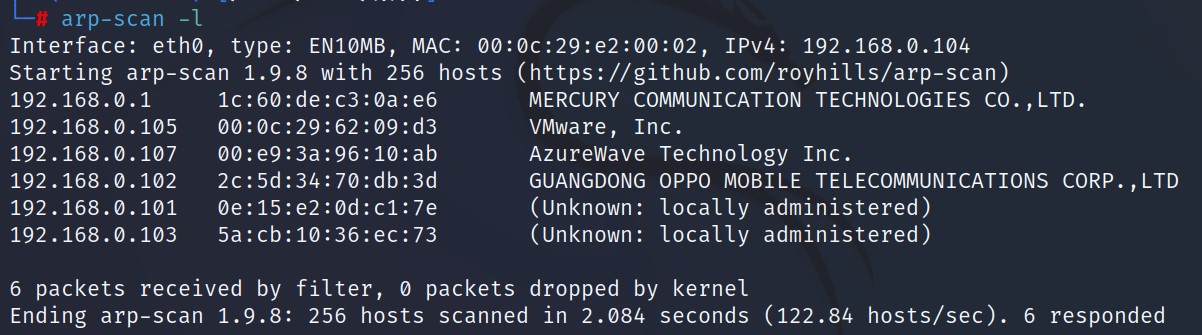 └─# arp-scan -l
Interface: eth0, type: EN10MB, MAC: 00:0c:29:e2:00:02, IPv4: 192.168.0.104
Starting arp-scan 1.9.8 with 256 hosts (https://github.com/royhills/arp-scan)
192.168.0.1     1c:60:de:c3:0a:e6       MERCURY COMMUNICATION TECHNOLOGIES CO.,LTD.
192.168.0.105   00:0c:29:62:09:d3       VMware, Inc.
192.168.0.107   00:e9:3a:96:10:ab       AzureWave Technology Inc.
192.168.0.102   2c:5d:34:70:db:3d       GUANGDONG OPPO MOBILE TELECOMMUNICATIONS CORP.,LTD
192.168.0.101   0e:15:e2:0d:c1:7e       (Unknown: locally administered)
192.168.0.103   5a:cb:10:36:ec:73       (Unknown: locally administered)
6 packets received by filter, 0 packets dropped by kernel
Ending arp-scan 1.9.8: 256 hosts scanned in 2.084 seconds (122.84 hosts/sec). 6 responded